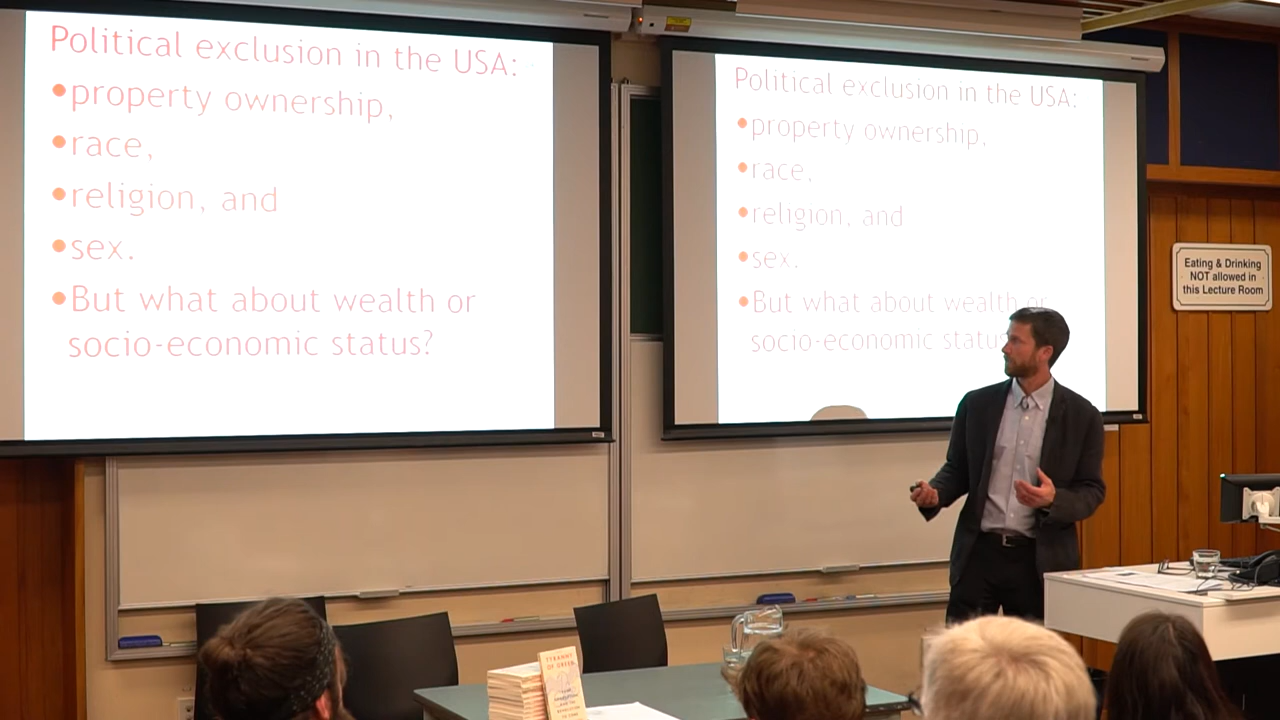 Political exclusion in the USA:
•property ownership,
•race,
•religion, and
•sex.
•But what about wealth or
socio-economic status?
Political exclusion in the USA:
•property ownership,
•race,
•religion, and
•sex.
•But what about wealth or
socio-economic
Eating & Drinking
NOT allowed in
this Lecture Room
TYRANNY
OF GREED